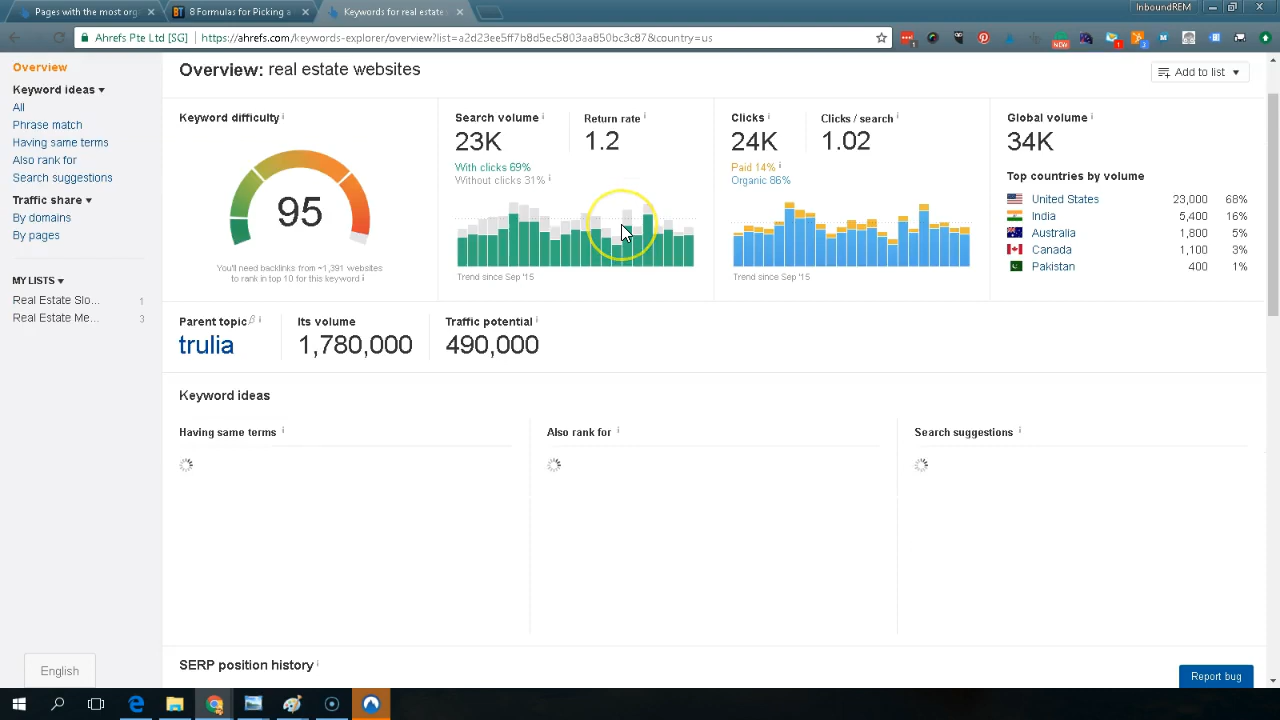 Pages with the most org
8 Formulas for Picking a
Keywords for real estate
InboundREM
Ahrefs Pte Ltd [SG]
https://ahrefs.com/keywords-explorer/overview?list=a2d23ee5ff7b8d5ec5803aa850bc3c87&country=us
Overview
Keyword ideas
All
Phrase match
Having same terms
Also rank for
Search suggestions
Traffic share
By domains
By pages
MY LISTS
Real Estate Slo... 1
Real Estate Me... 3
English
Overview: real estate websites
Add to list
Keyword difficulty
95
You'll need backlinks from ~1,391 websites
to rank in top 10 for this keyword
Search volume
23K
Return rate
1.2
With clicks 69%
Without clicks 31%
Trend since Sep '15
Clicks
24K
Clicks / search
1.02
Paid 14%
Organic 86%
Trend since Sep '15
Global volume
34K
Top countries by volume
United States 23,000 68%
India 5,400 16%
Australia 1,800 5%
Canada 1,100 3%
Pakistan 400 1%
Parent topic
trulia
Its volume
1,780,000
Traffic potential
490,000
Keyword ideas
Having same terms
Also rank for
Search suggestions
SERP position history
Report bug